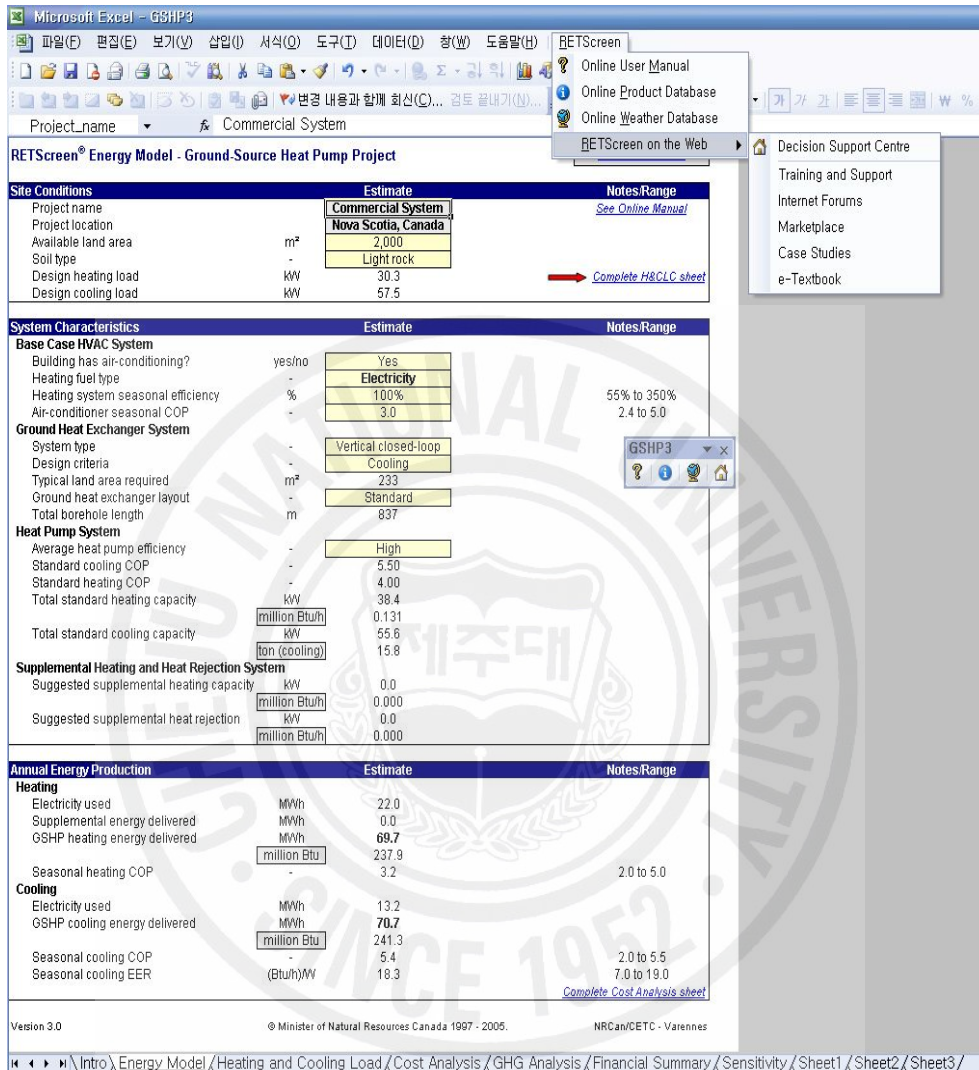 Microsoft Excel - GSHP3
파일(F) 편집(E) 보기(V) 삽입(I) 서식(O) 도구(T) 데이터(D) 창(W) 도움말(H) RETScreen
변경 내용과 함께 회신(C)... 검토 끝내기(N)...
가 가 가 W %
Project_name fx Commercial System
Online User Manual
Online Product Database
Online Weather Database
RETScreen on the Web
Decision Support Centre
Training and Support
Internet Forums
Marketplace
Case Studies
e-Textbook
RETScreen® Energy Model - Ground-Source Heat Pump Project
Site Conditions Estimate Notes/Range
Project name Commercial System See Online Manual
Project location Nova Scotia, Canada
Available land area m² 2,000
Soil type - Light rock
Design heating load kW 30.3 Complete H&CLC sheet
Design cooling load kW 57.5
System Characteristics Estimate Notes/Range
Base Case HVAC System
Building has air-conditioning? yes/no Yes
Heating fuel type - Electricity
Heating system seasonal efficiency % 100% 55% to 350%
Air-conditioner seasonal COP - 3.0 2.4 to 5.0
Ground Heat Exchanger System
System type - Vertical closed-loop
Design criteria - Cooling
Typical land area required m² 233
Ground heat exchanger layout - Standard
Total borehole length m 837
GSHP3
Heat Pump System
Average heat pump efficiency - High
Standard cooling COP - 5.50
Standard heating COP - 4.00
Total standard heating capacity kW 38.4
million Btu/h 0.131
Total standard cooling capacity kW 55.6
ton (cooling) 15.8
Supplemental Heating and Heat Rejection System
Suggested supplemental heating capacity kW 0.0
million Btu/h 0.000
Suggested supplemental heat rejection kW 0.0
million Btu/h 0.000
Annual Energy Production Estimate Notes/Range
Heating
Electricity used MWh 22.0
Supplemental energy delivered MWh 0.0
GSHP heating energy delivered MWh 69.7
million Btu 237.9
Seasonal heating COP - 3.2 2.0 to 5.0
Cooling
Electricity used MWh 13.2
GSHP cooling energy delivered MWh 70.7
million Btu 241.3
Seasonal cooling COP - 5.4 2.0 to 5.5
Seasonal cooling EER (Btu/h)/W 18.3 7.0 to 19.0
Complete Cost Analysis sheet
Version 3.0 © Minister of Natural Resources Canada 1997 - 2005. NRCan/CETC - Varennes
Intro Energy Model Heating and Cooling Load Cost Analysis GHG Analysis Financial Summary Sensitivity Sheet1 Sheet2 Sheet3
CHEJU NATIONAL UNIVERSITY
제주대
SINCE 1952